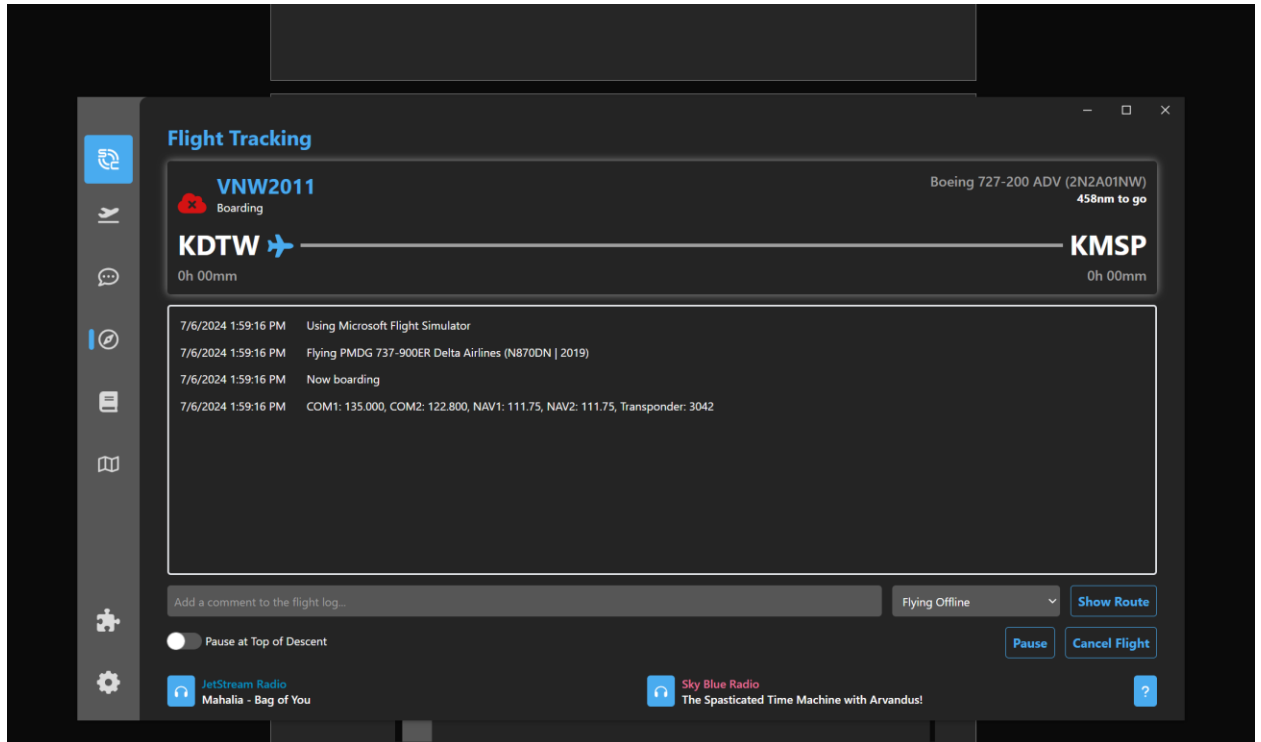 Flight Tracking
VNW2011
Boeing 727-200 ADV (2N2A01NW)
Boarding
458nm to go
KDTW
KMSP
0h 00mm
0h 00mm
7/6/2024 1:59:16 PM Using Microsoft Flight Simulator
7/6/2024 1:59:16 PM Flying PMDG 737-900ER Delta Airlines (N870DN | 2019)
7/6/2024 1:59:16 PM Now boarding
7/6/2024 1:59:16 PM COM1: 135.000, COM2: 122.800, NAV1: 111.75, NAV2: 111.75, Transponder: 3042
Add a comment to the flight log...
Flying Offline
Show Route
Pause at Top of Descent
Pause
Cancel Flight
JetStream Radio
Mahalia - Bag of You
Sky Blue Radio
The Spasticated Time Machine with Arvandus!
?